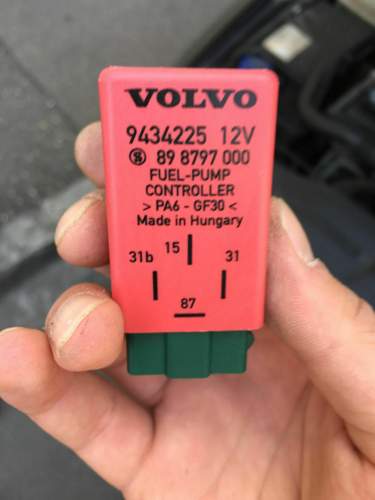 VOLVO
9434225 12V
89 8797 000
FUEL-PUMP
CONTROLLER
> PA6 - GF30 <
Made in Hungary
15
31b 31
87